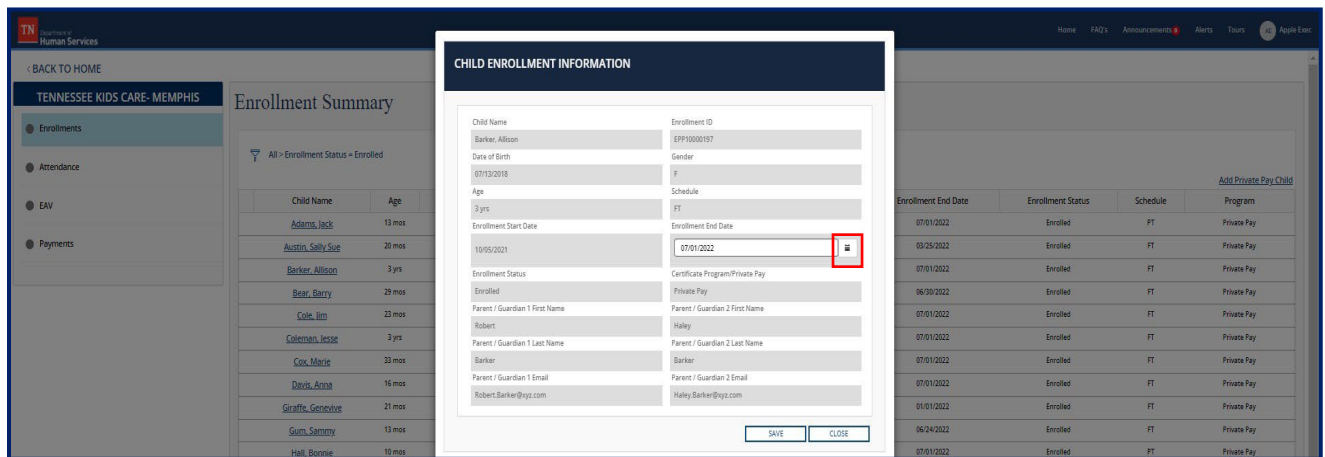 TN Department of
Human Services
Home FAQ's Announcements Alerts Tours Apple Exec
< BACK TO HOME
TENNESSEE KIDS CARE- MEMPHIS
Enrollments
Attendance
EAV
Payments
Enrollment Summary
All > Enrollment Status = Enrolled
Add Private Pay Child
Child Name Age Enrollment End Date Enrollment Status Schedule Program
Adams, Jack 13 mos 07/01/2022 Enrolled PT Private Pay
Austin, Sally Sue 20 mos 03/25/2022 Enrolled PT Private Pay
Barker, Allison 3 yrs 07/01/2022 Enrolled FT Private Pay
Bear, Barry 29 mos 06/30/2022 Enrolled FT Private Pay
Cole, Jim 23 mos 07/01/2022 Enrolled FT Private Pay
Coleman, Jesse 3 yrs 07/01/2022 Enrolled FT Private Pay
Cox, Marie 33 mos 07/01/2022 Enrolled FT Private Pay
Davis, Anna 16 mos 07/01/2022 Enrolled FT Private Pay
Giraffe, Genevive 21 mos 01/01/2022 Enrolled FT Private Pay
Gum, Sammy 13 mos 06/24/2022 Enrolled FT Private Pay
Hall, Bonnie 10 mos 07/01/2022 Enrolled PT Private Pay
CHILD ENROLLMENT INFORMATION
Child Name Enrollment ID
Barker, Allison EPP10000197
Date of Birth Gender
07/13/2018 F
Age Schedule
3 yrs FT
Enrollment Start Date Enrollment End Date
10/05/2021 07/01/2022
Enrollment Status Certificate Program/Private Pay
Enrolled Private Pay
Parent / Guardian 1 First Name Parent / Guardian 2 First Name
Robert Haley
Parent / Guardian 1 Last Name Parent / Guardian 2 Last Name
Barker Barker
Parent / Guardian 1 Email Parent / Guardian 2 Email
Robert.Barker@xyz.com Haley.Barker@xyz.com
SAVE CLOSE